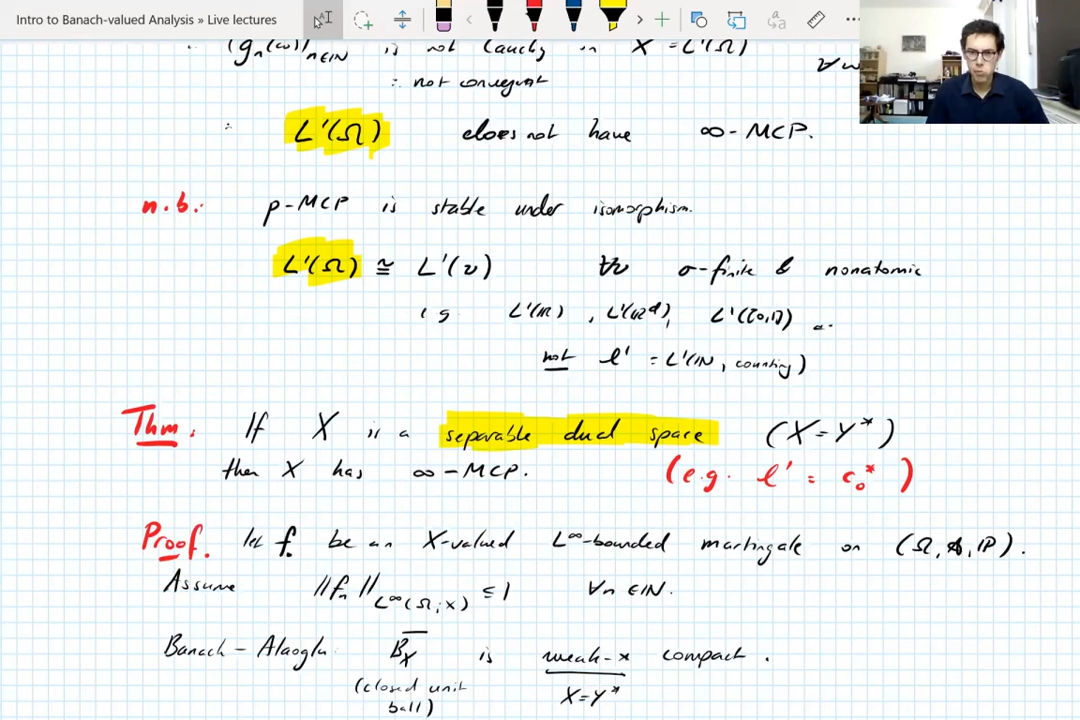 Intro to Banach-valued Analysis » Live lectures
∴ (gₙ(ω))ₙ∈ℕ is not Cauchy in X = L¹(Ω) ∀ω
∴ not convergent
∴ L¹(Ω) does not have ∞-MCP.
n.b.: p-MCP is stable under isomorphism.
L¹(Ω) ≅ L¹(ν) ∀ν σ-finite & nonatomic
e.g. L¹(ℝ), L¹(ℝᵈ), L¹([0,1]) ...
not ℓ¹ = L¹(ℕ, counting)
Thm. If X is a separable dual space (X=Y*)
then X has ∞-MCP. (e.g. ℓ¹ = c₀*)
Proof. let f. be an X-valued L^∞-bounded martingale on (Ω, 𝒜, ℙ).
Assume ‖fₙ‖_{L^∞(Ω;X)} ≤ 1 ∀n∈ℕ.
Banach-Alaoglu: \overline{B_X} is weak-* compact.
(closed unit ball) X=Y*